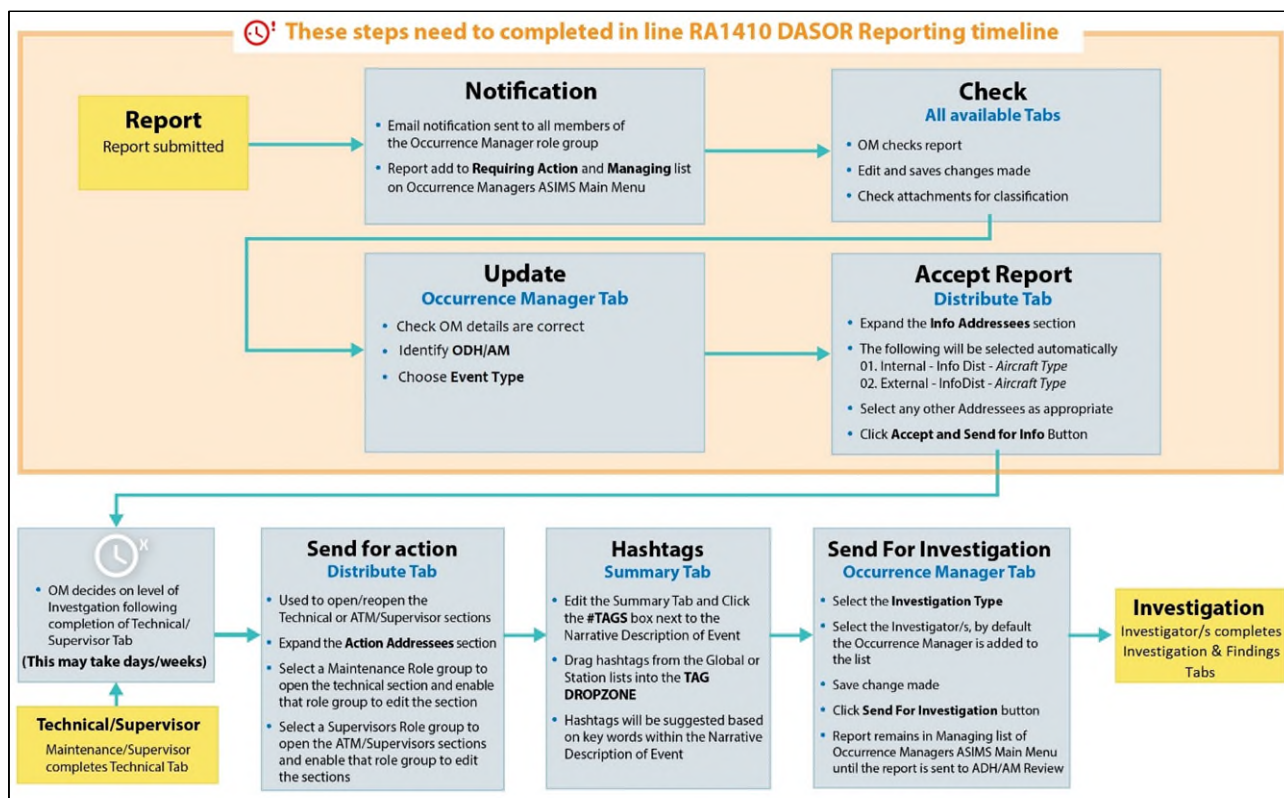 These steps need to completed in line RA1410 DASOR Reporting timeline
Report
Report submitted
Notification
• Email notification sent to all members of
the Occurrence Manager role group
• Report add to Requiring Action and Managing list
on Occurrence Managers ASIMS Main Menu
Check
All available Tabs
• OM checks report
• Edit and saves changes made
• Check attachments for classification
Update
Occurrence Manager Tab
• Check OM details are correct
• Identify ODH/AM
• Choose Event Type
Accept Report
Distribute Tab
• Expand the Info Addressees section
• The following will be selected automatically
01. Internal - Info Dist - Aircraft Type
02. External - InfoDist - Aircraft Type
• Select any other Addressees as appropriate
• Click Accept and Send for Info Button
X
• OM decides on level of
Investgation following
completion of Technical/
Supervisor Tab
(This may take days/weeks)
Technical/Supervisor
Maintenance/Supervisor
completes Technical Tab
Send for action
Distribute Tab
• Used to open/reopen the
Technical or ATM/Supervisor sections
• Expand the Action Addressees section
• Select a Maintenance Role group to
open the technical section and enable
that role group to edit the section
• Select a Supervisors Role group to
open the ATM/Supervisors sections
and enable that role group to edit
the sections
Hashtags
Summary Tab
• Edit the Summary Tab and Click
the #TAGS box next to the
Narrative Description of Event
• Drag hashtags from the Global or
Station lists into the TAG
DROPZONE
• Hashtags will be suggested based
on key words within the Narrative
Description of Event
Send For Investigation
Occurrence Manager Tab
• Select the Investigation Type
• Select the Investigator/s, by default
the Occurrence Manager is added to
the list
• Save change made
• Click Send For Investigation button
• Report remains in Managing list of
Occurrence Managers ASIMS Main Menu
until the report is sent to ADH/AM Review
Investigation
Investigator/s completes
Investigation & Findings
Tabs